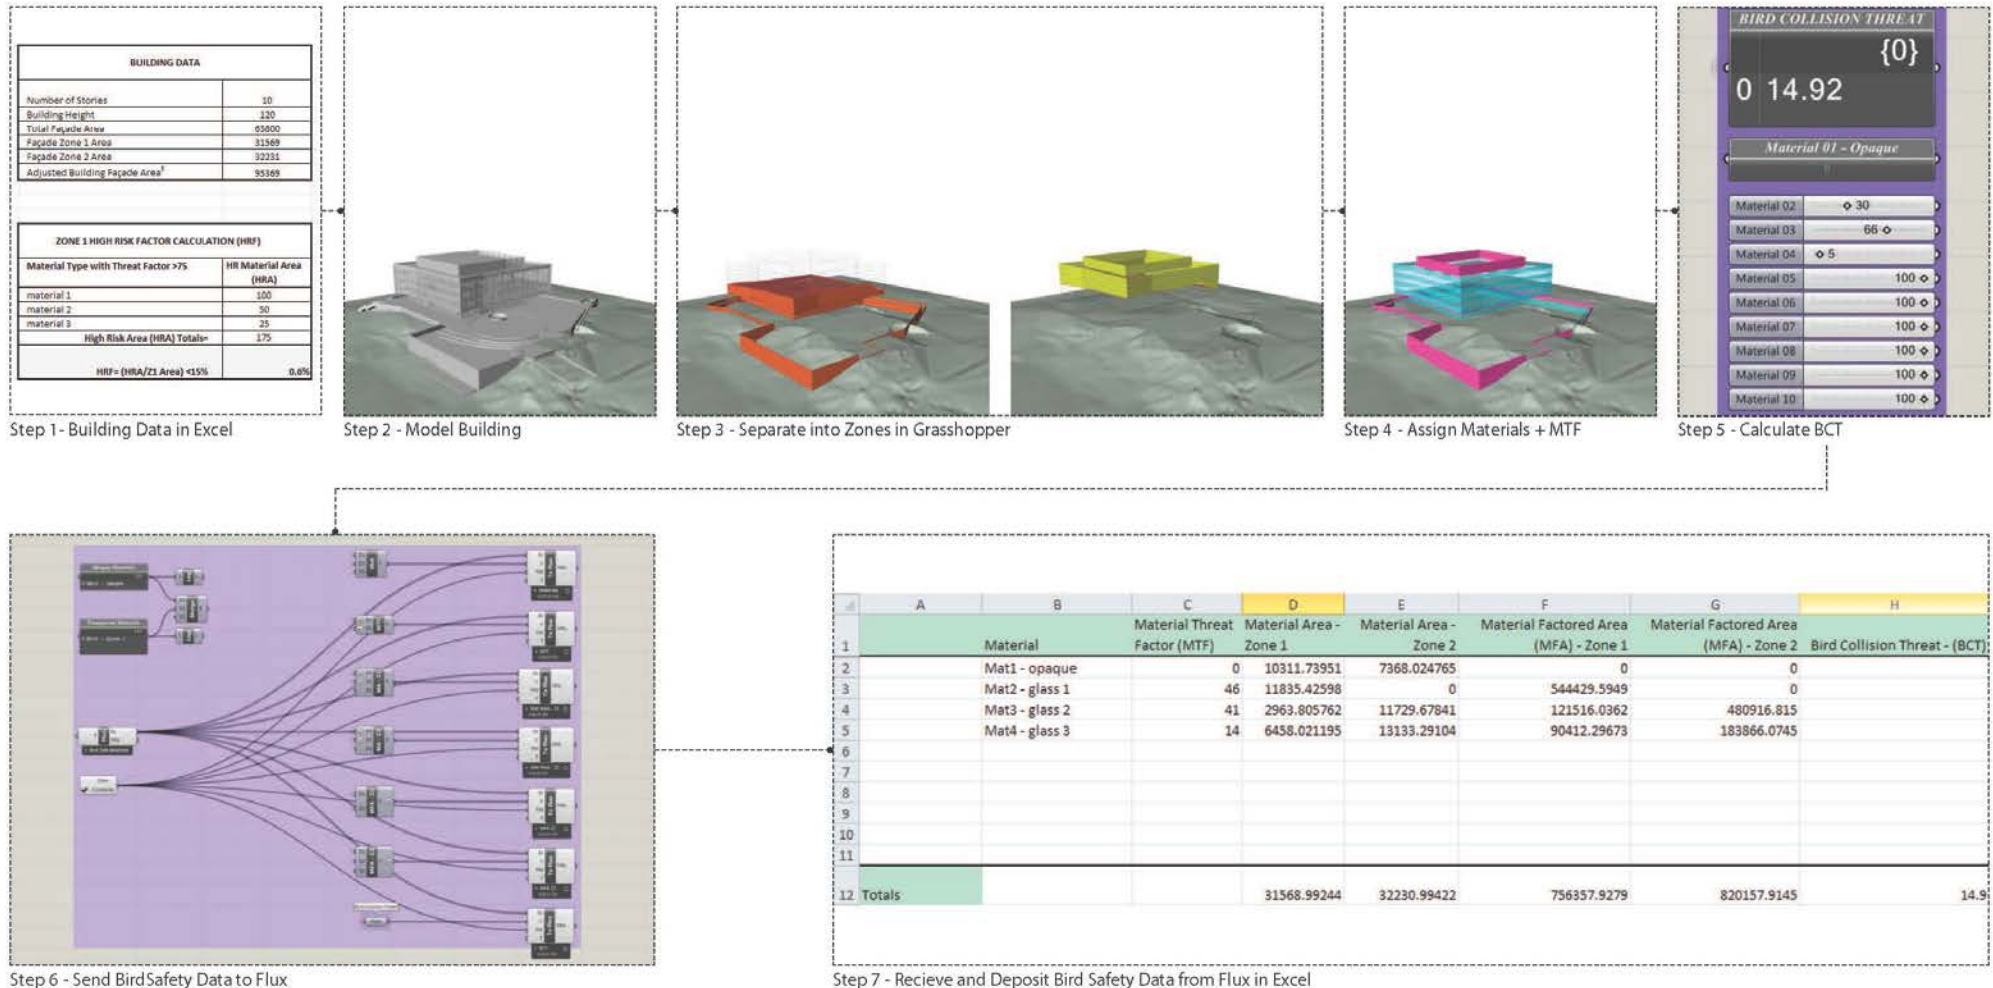 BUILDING DATA
Number of Stories 10
Building Height 120
Total Façade Area 63800
Façade Zone 1 Area 31569
Façade Zone 2 Area 32231
Adjusted Building Façade Area 95369
ZONE 1 HIGH RISK FACTOR CALCULATION (HRF)
Material Type with Threat Factor >75 HR Material Area
(HRA)
material 1 100
material 2 50
material 3 25
High Risk Area (HRA) Totals= 175
HRF= (HRA/Z1 Area) <15% 0.6%
Step 1- Building Data in Excel
Step 2 - Model Building
Step 3 - Separate into Zones in Grasshopper
Step 4 - Assign Materials + MTF
BIRD COLLISION THREAT
{0}
0 14.92
Material 01 - Opaque
Material 02 30
Material 03 66
Material 04 5
Material 05 100
Material 06 100
Material 07 100
Material 08 100
Material 09 100
Material 10 100
Step 5 - Calculate BCT
Step 6 - Send BirdSafety Data to Flux
A B C D E F G H
Material Threat Material Area - Material Area - Material Factored Area Material Factored Area
1 Material Factor (MTF) Zone 1 Zone 2 (MFA) - Zone 1 (MFA) - Zone 2 Bird Collision Threat - (BCT)
2 Mat1 - opaque 0 10311.73951 7368.024765 0 0
3 Mat2 - glass 1 46 11835.42598 0 544429.5949 0
4 Mat3 - glass 2 41 2963.805762 11729.67841 121516.0362 480916.815
5 Mat4 - glass 3 14 6458.021195 13133.29104 90412.29673 183866.0745
6
7
8
9
10
11
12 Totals 31568.99244 32230.99422 756357.9279 820157.9145 14.9
Step 7 - Recieve and Deposit Bird Safety Data from Flux in Excel